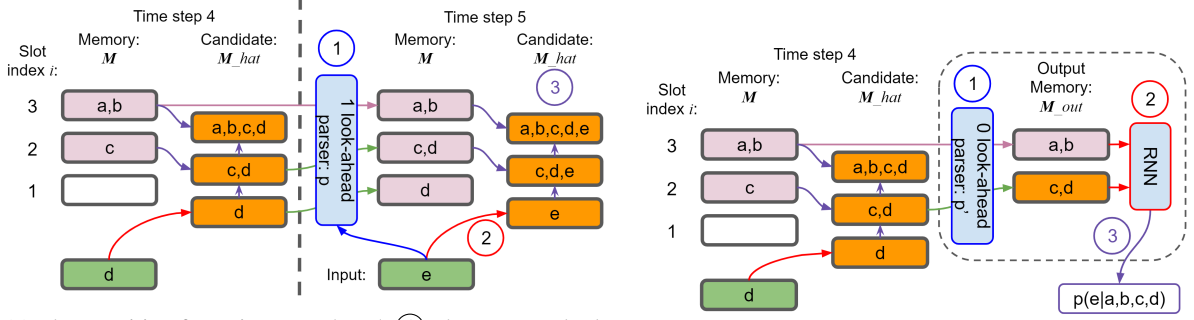 Time step 4
Slot
index i:
Memory:
M
Candidate:
M_hat
3
2
1
a,b
c
a,b,c,d
c,d
d
d
Time step 5
1
1 look-ahead
parser: p
Memory:
M
Candidate:
M_hat
3
a,b
c,d
d
a,b,c,d,e
c,d,e
e
2
Input:
e
Time step 4
Slot
index i:
Memory:
M
Candidate:
M_hat
3
2
1
a,b
c
a,b,c,d
c,d
d
d
1
0 look-ahead
parser: p'
Output
Memory:
M_out
a,b
c,d
2
RNN
3
p(e|a,b,c,d)